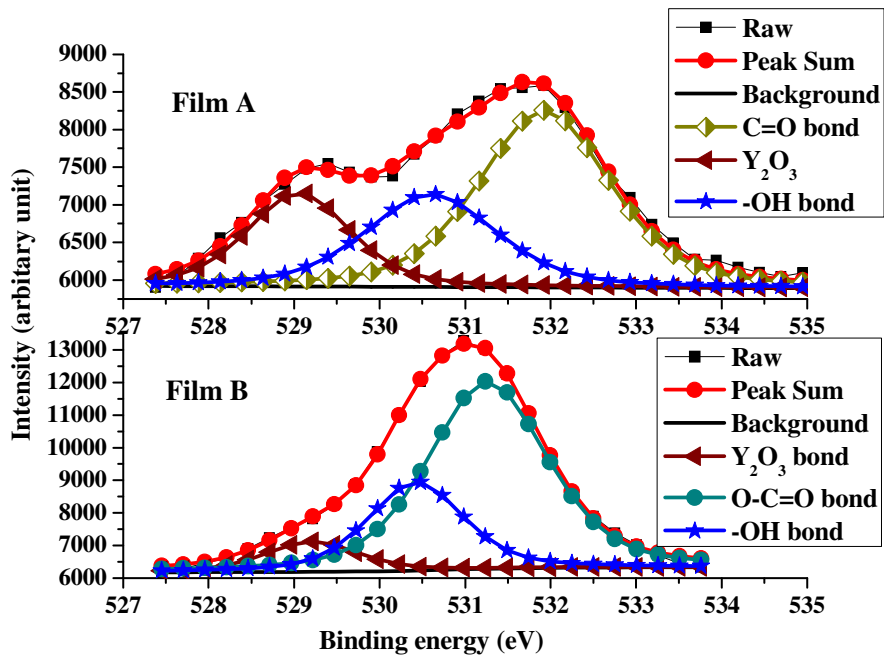 Film A
Raw
Peak Sum
Background
C=O bond
Y₂O₃
-OH bond
9000
8500
8000
7500
7000
6500
6000
527 528 529 530 531 532 533 534 535
Film B
Raw
Peak Sum
Background
Y₂O₃ bond
O-C=O bond
-OH bond
13000
12000
11000
10000
9000
8000
7000
6000
527 528 529 530 531 532 533 534 535
Intensity (arbitary unit)
Binding energy (eV)